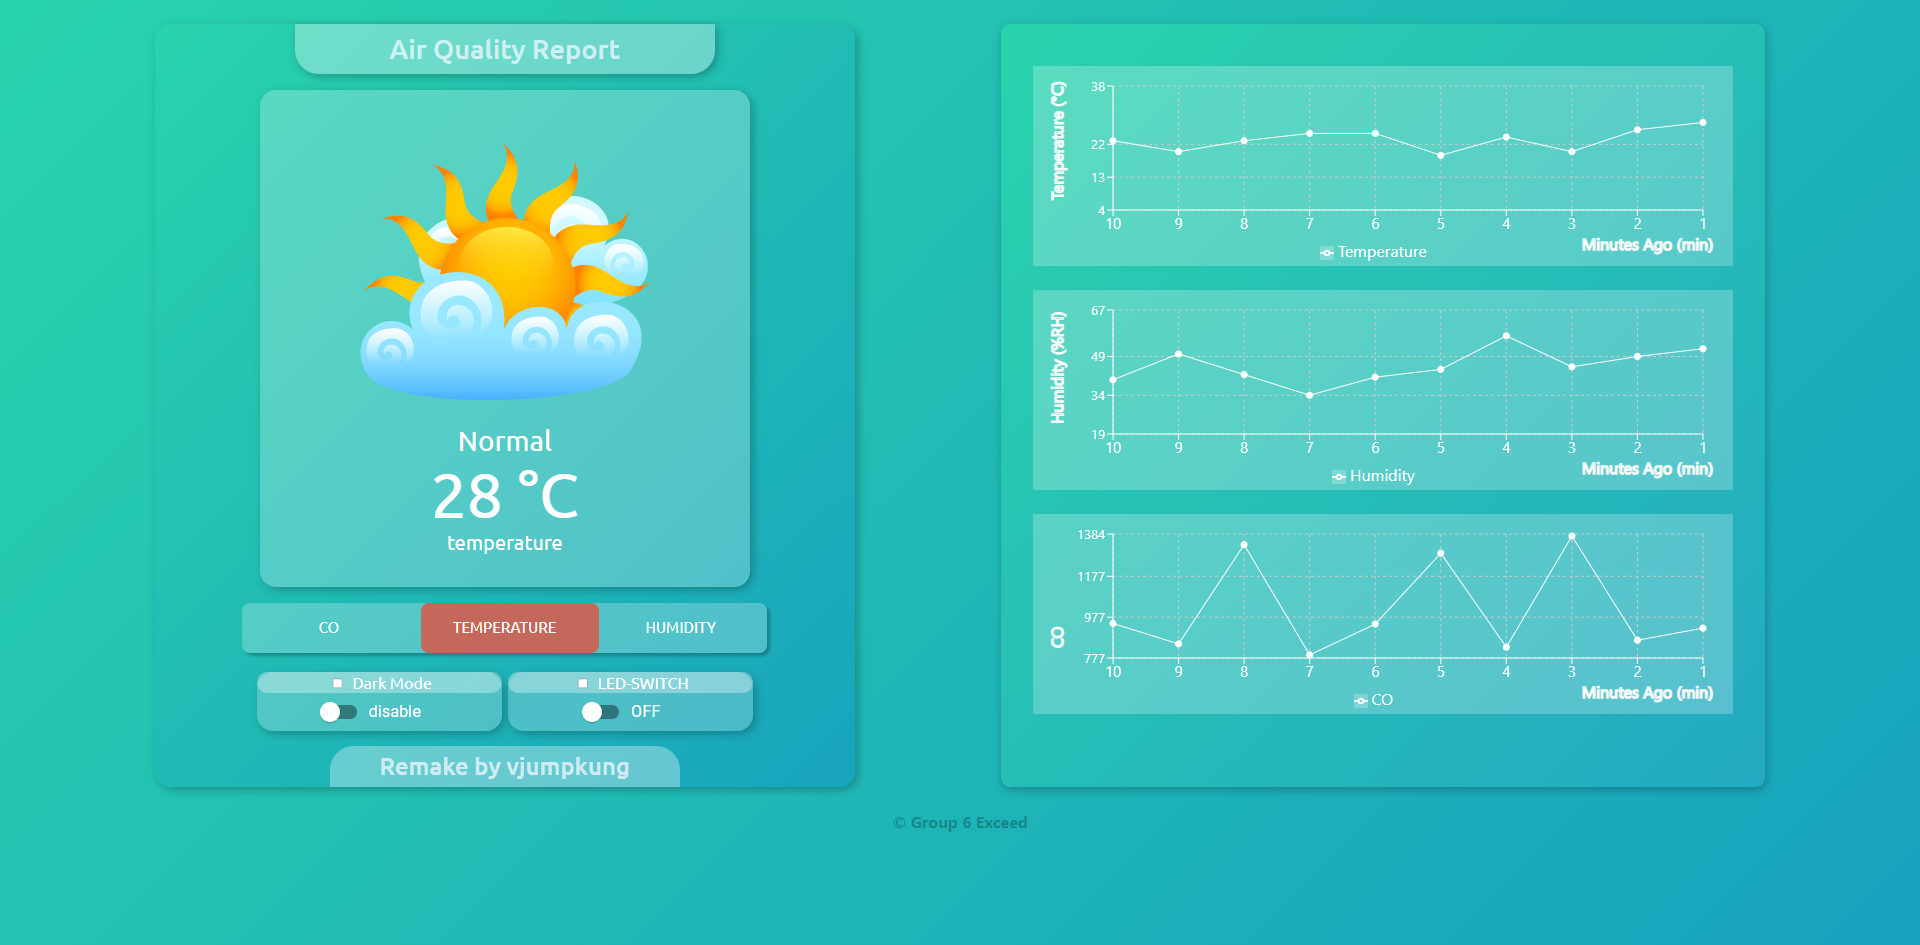 Air Quality Report
Normal
28 °C
temperature
CO
TEMPERATURE
HUMIDITY
Dark Mode
disable
LED-SWITCH
OFF
Remake by vjumpkung
Temperature (°C)
38
22
13
4
10 9 8 7 6 5 4 3 2 1
Minutes Ago (min)
Temperature
Humidity (%RH)
67
49
34
19
10 9 8 7 6 5 4 3 2 1
Minutes Ago (min)
Humidity
CO
1384
1177
977
777
10 9 8 7 6 5 4 3 2 1
Minutes Ago (min)
CO
© Group 6 Exceed